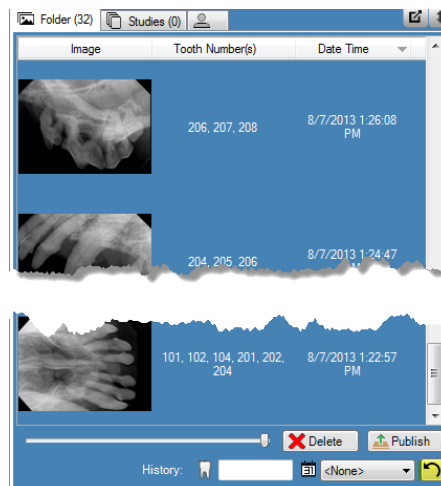 Folder (32) Studies (0)
Image Tooth Number(s) Date Time
206, 207, 208 8/7/2013 1:26:08
PM
204, 205, 206 8/7/2013 1:24:47
101, 102, 104, 201, 202, 8/7/2013 1:22:57
204 PM
Delete Publish
History: 31 <None>